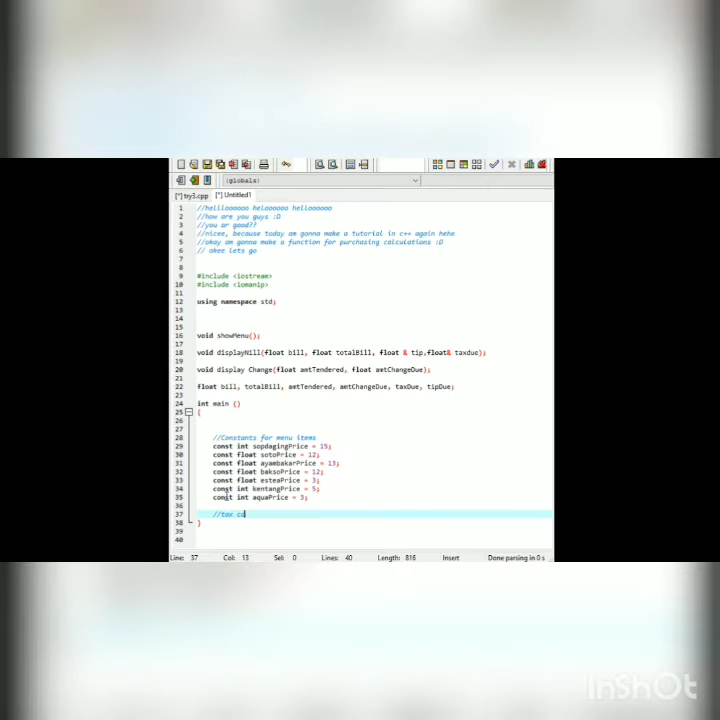 (globals)
[*] try3.cpp [*] Untitled1
1 //hellloooooo heloooooo helloooooo
2 //how are you guys :D
3 //you ar good??
4 //nicee, because today am gonna make a tutorial in c++ again hehe
5 //okay am gonna make a function for purchasing calculations :D
6 // okee lets go
7
8
9 #include <iostream>
10 #include <iomanip>
11
12 using namespace std;
13
14
15
16 void showMenu();
17
18 void displayNill(float bill, float totalBill, float & tip,float& taxdue);
19
20 void display Change(float amtTendered, float amtChangeDue);
21
22 float bill, totalBill, amtTendered, amtChangeDue, taxDue, tipDue;
23
24 int main ()
25 {
26
27
28 //Constants for menu items
29 const int sopdagingPrice = 15;
30 const float sotoPrice = 12;
31 const float ayambakarPrice = 13;
32 const float baksoPrice = 12;
33 const float esteaPrice = 3;
34 const int kentangPrice = 5;
35 const int aquaPrice = 3;
36
37 //tax co
38 }
39
40
Line: 37 Col: 13 Sel: 0 Lines: 40 Length: 816 Insert Done parsing in 0 s
InShOt